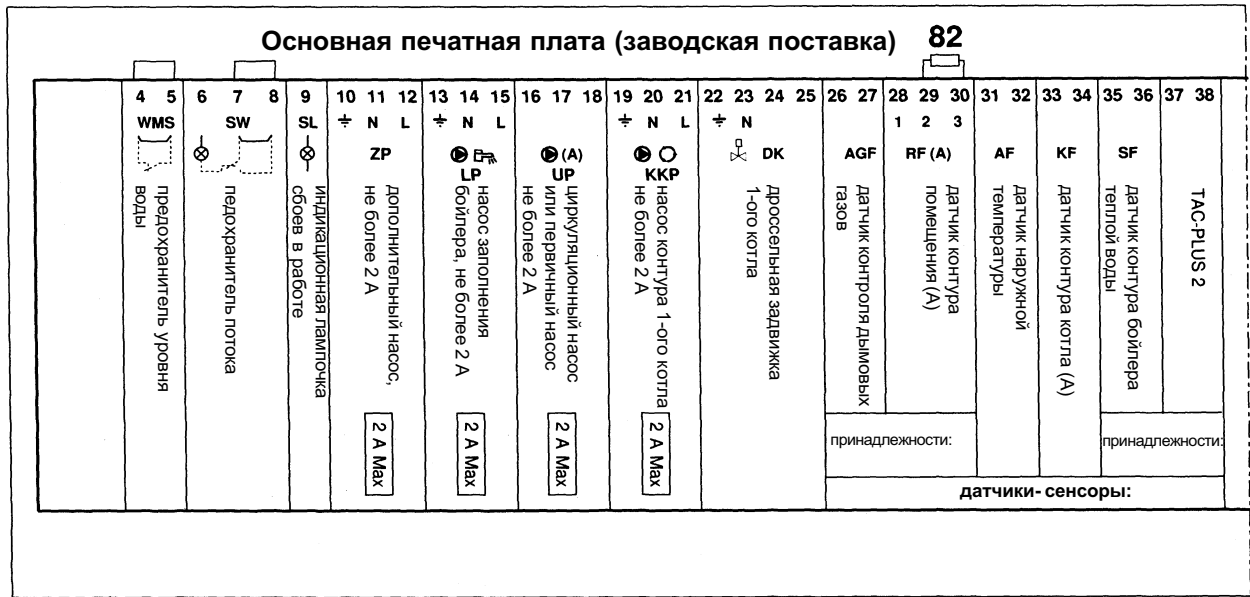 Основная печатная плата (заводская поставка) 82
4 5 6 7 8 9 10 11 12 13 14 15 16 17 18 19 20 21 22 23 24 25 26 27 28 29 30 31 32 33 34 35 36 37 38
WMS SW SL N L N L N L N 1 2 3
ZP (A) DK AGF RF (A) AF KF SF
LP UP KKP
предохранитель уровня
воды
педохранитель потока
индикационная лампочка
сбоев в работе
дополнительный насос,
не более 2 А
насос заполнения
бойлера, не более 2 А
циркуляционный насос
или первичный насос
не более 2 А
насос контура 1-ого котла
не более 2 А
дроссельная задвижка
1-ого котла
датчик контроля дымовых
газов
датчик контура
помещения (А)
датчик наружной
температуры
датчик контура котла (А)
датчик контура бойлера
теплой воды
TAC-PLUS 2
2 A Max
2 A Max
2 A Max
2 A Max
принадлежности:
принадлежности:
датчики- сенсоры: